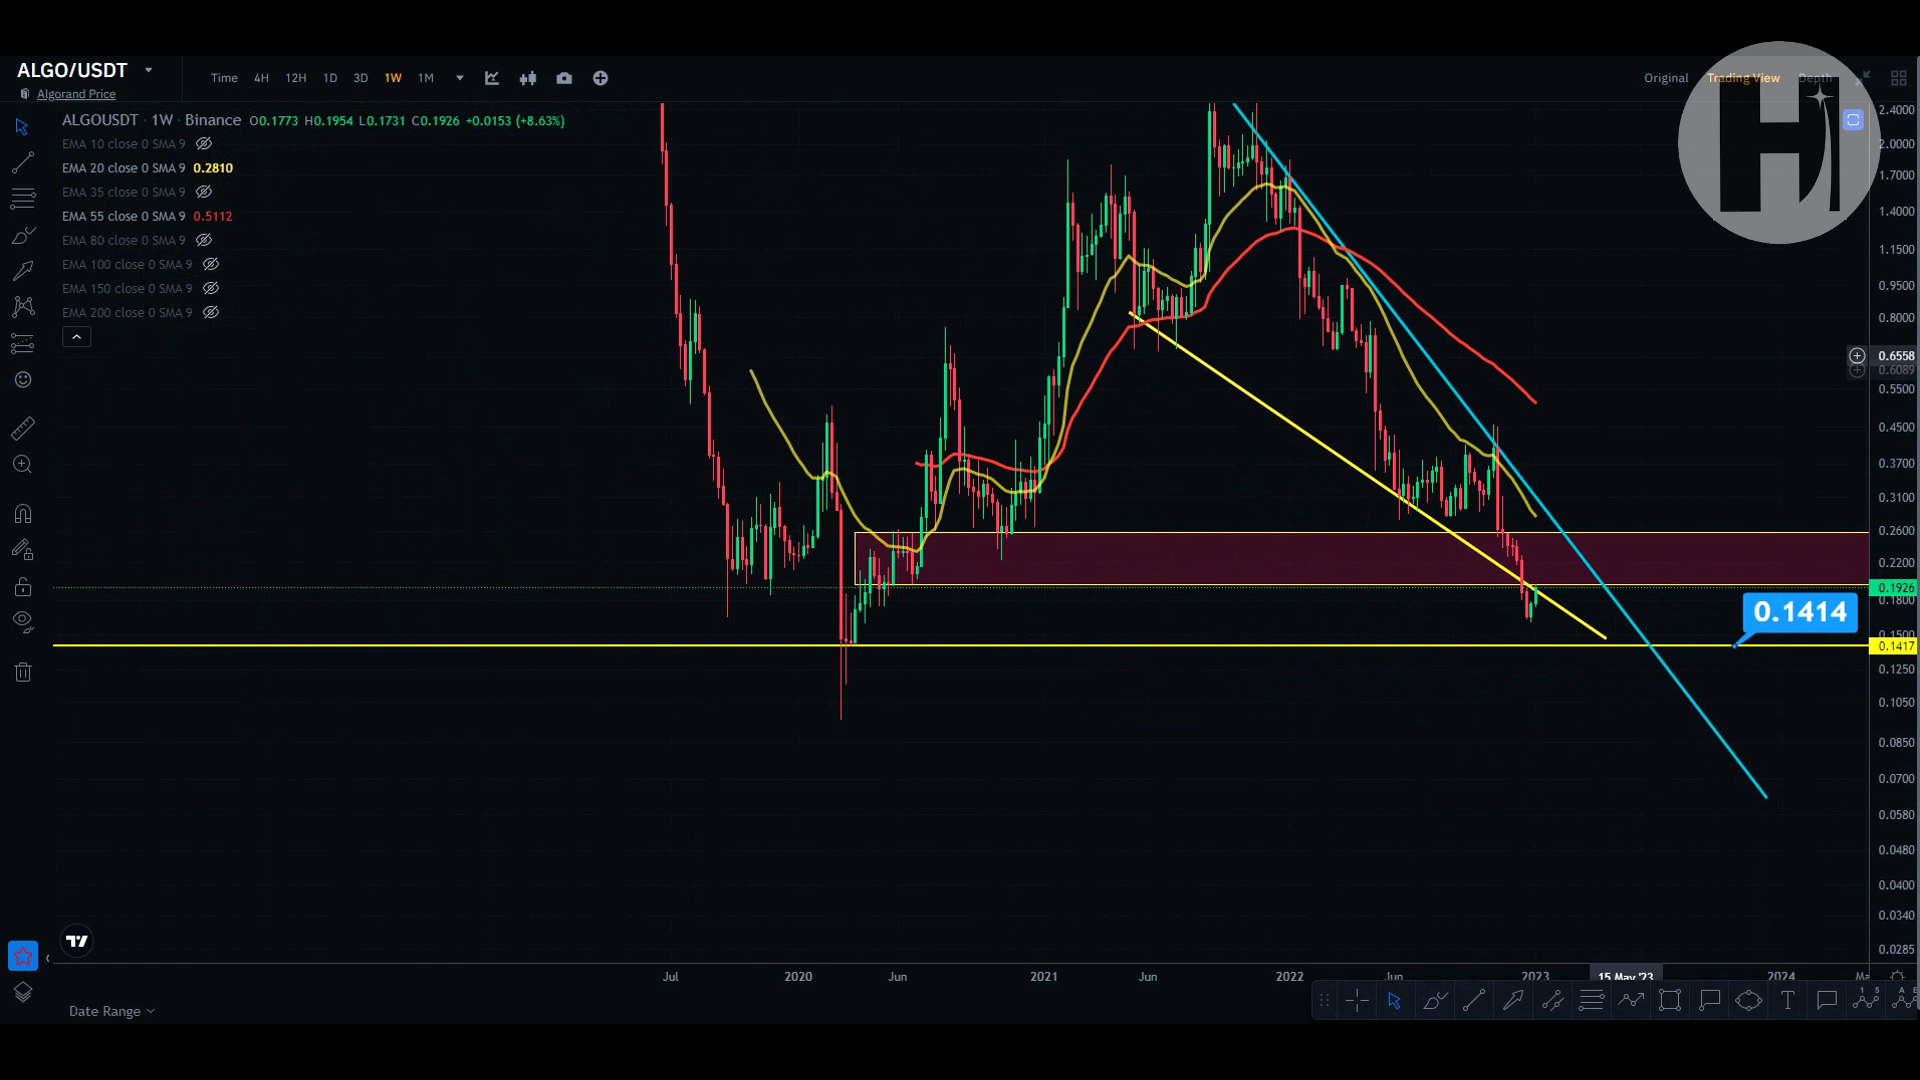 ALGO/USDT
Algorand Price
Time 4H 12H 1D 3D 1W 1M
Original Trading View Depth
ALGOUSDT · 1W · Binance O0.1773 H0.1954 L0.1731 C0.1926 +0.0153 (+8.63%)
EMA 10 close 0 SMA 9
EMA 20 close 0 SMA 9 0.2810
EMA 35 close 0 SMA 9
EMA 55 close 0 SMA 9 0.5112
EMA 80 close 0 SMA 9
EMA 100 close 0 SMA 9
EMA 150 close 0 SMA 9
EMA 200 close 0 SMA 9
H
2.4000
2.0000
1.7000
1.4000
1.1500
0.9500
0.8000
0.6558
0.6089
0.5500
0.4500
0.3700
0.3100
0.2600
0.2200
0.1926
0.1800
0.1414
0.1500
0.1417
0.1250
0.1050
0.0850
0.0700
0.0580
0.0480
0.0400
0.0340
0.0285
Jul 2020 Jun 2021 Jun 2022 Jun 2023 15 May '23 2024
Date Range